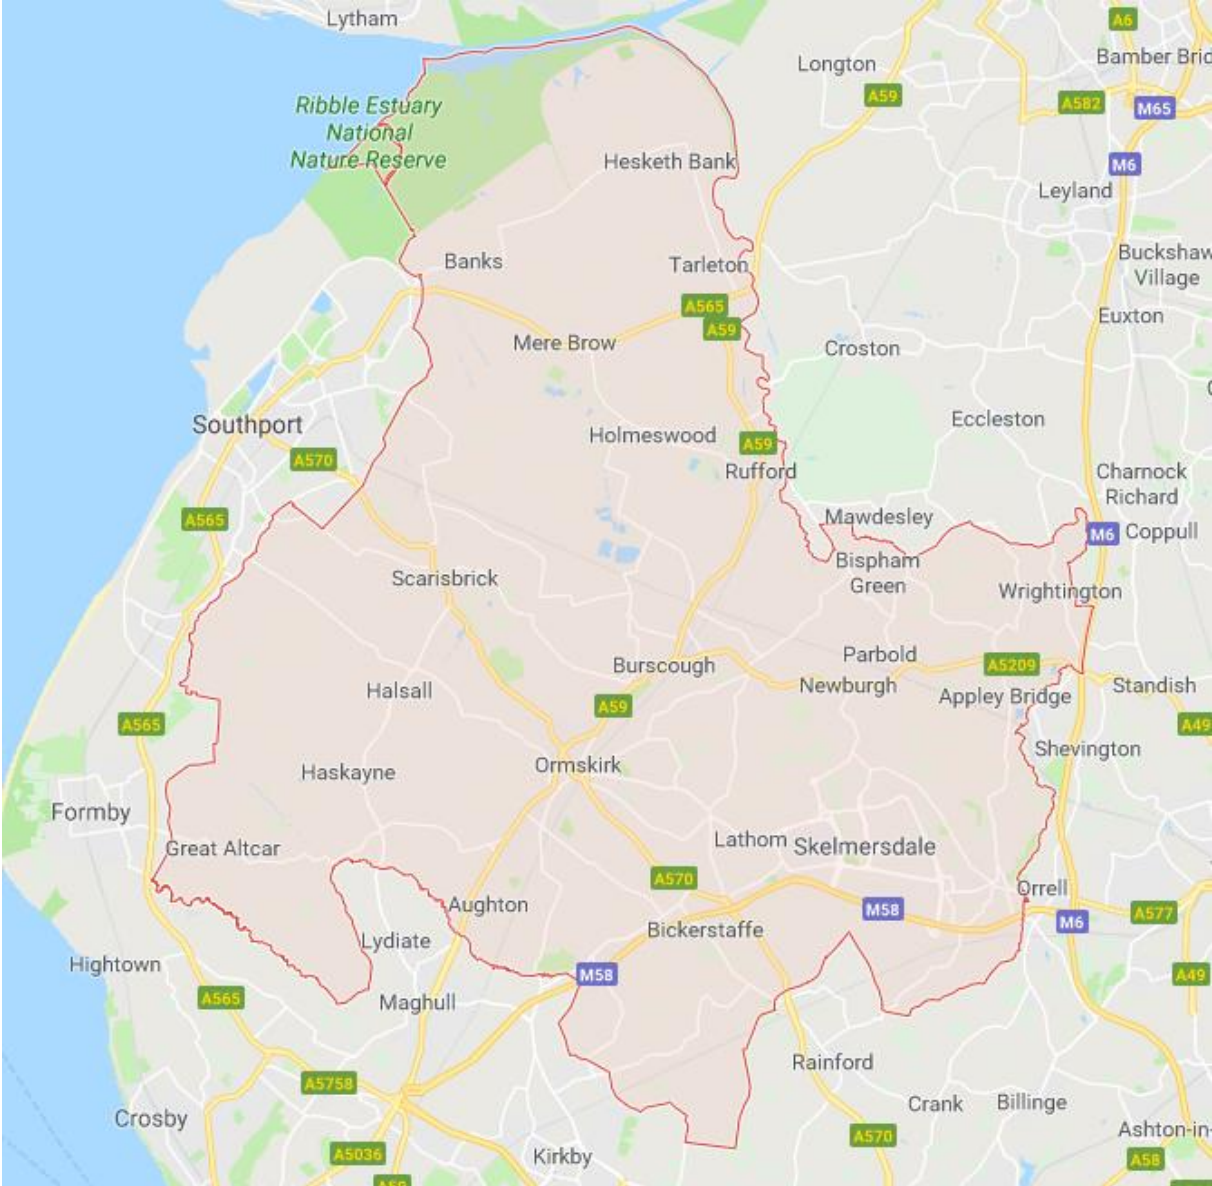 Lytham
A6
Longton
Bamber Brid
A59
A582
M65
Ribble Estuary
National
Nature Reserve
Hesketh Bank
M6
Leyland
Banks
Tarleton
Buckshaw
Village
A565
A59
Euxton
Mere Brow
Croston
Southport
Holmeswood
A59
Eccleston
A570
Rufford
Charnock
Richard
A565
Mawdesley
M6
Coppull
Bispham
Green
Scarisbrick
Wrightington
Burscough
Parbold
A5209
Halsall
Newburgh
Appley Bridge
Standish
A59
A565
A49
Shevington
Ormskirk
Haskayne
Formby
Great Altcar
Lathom
Skelmersdale
A570
Orrell
Aughton
M58
A577
M6
Bickerstaffe
Lydiate
Hightown
M58
A49
A565
Maghull
Rainford
A5758
Crank
Billinge
Crosby
Ashton-in-
A570
A5036
Kirkby
A58
A59